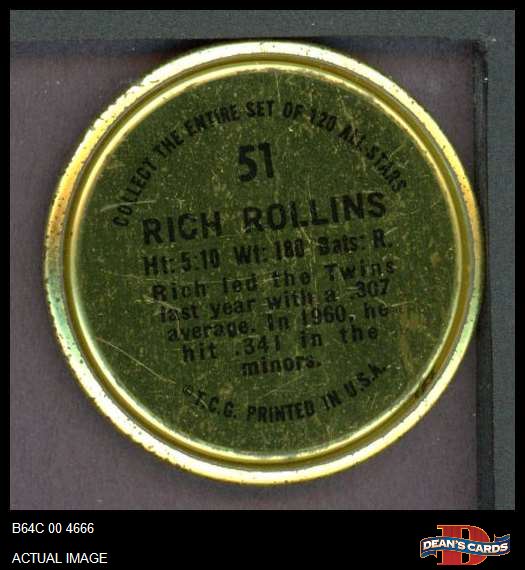 COLLECT THE ENTIRE SET OF 120 ALL-STARS
51
RICH ROLLINS
Ht: 5:10 Wt: 180 Bats: R.
Rich led the Twins
last year with a .307
average. In 1960, he
hit .341 in the
minors.
©T.C.G. PRINTED IN U.S.A.
B64C 00 4666
ACTUAL IMAGE
D
DEAN'S CARDS